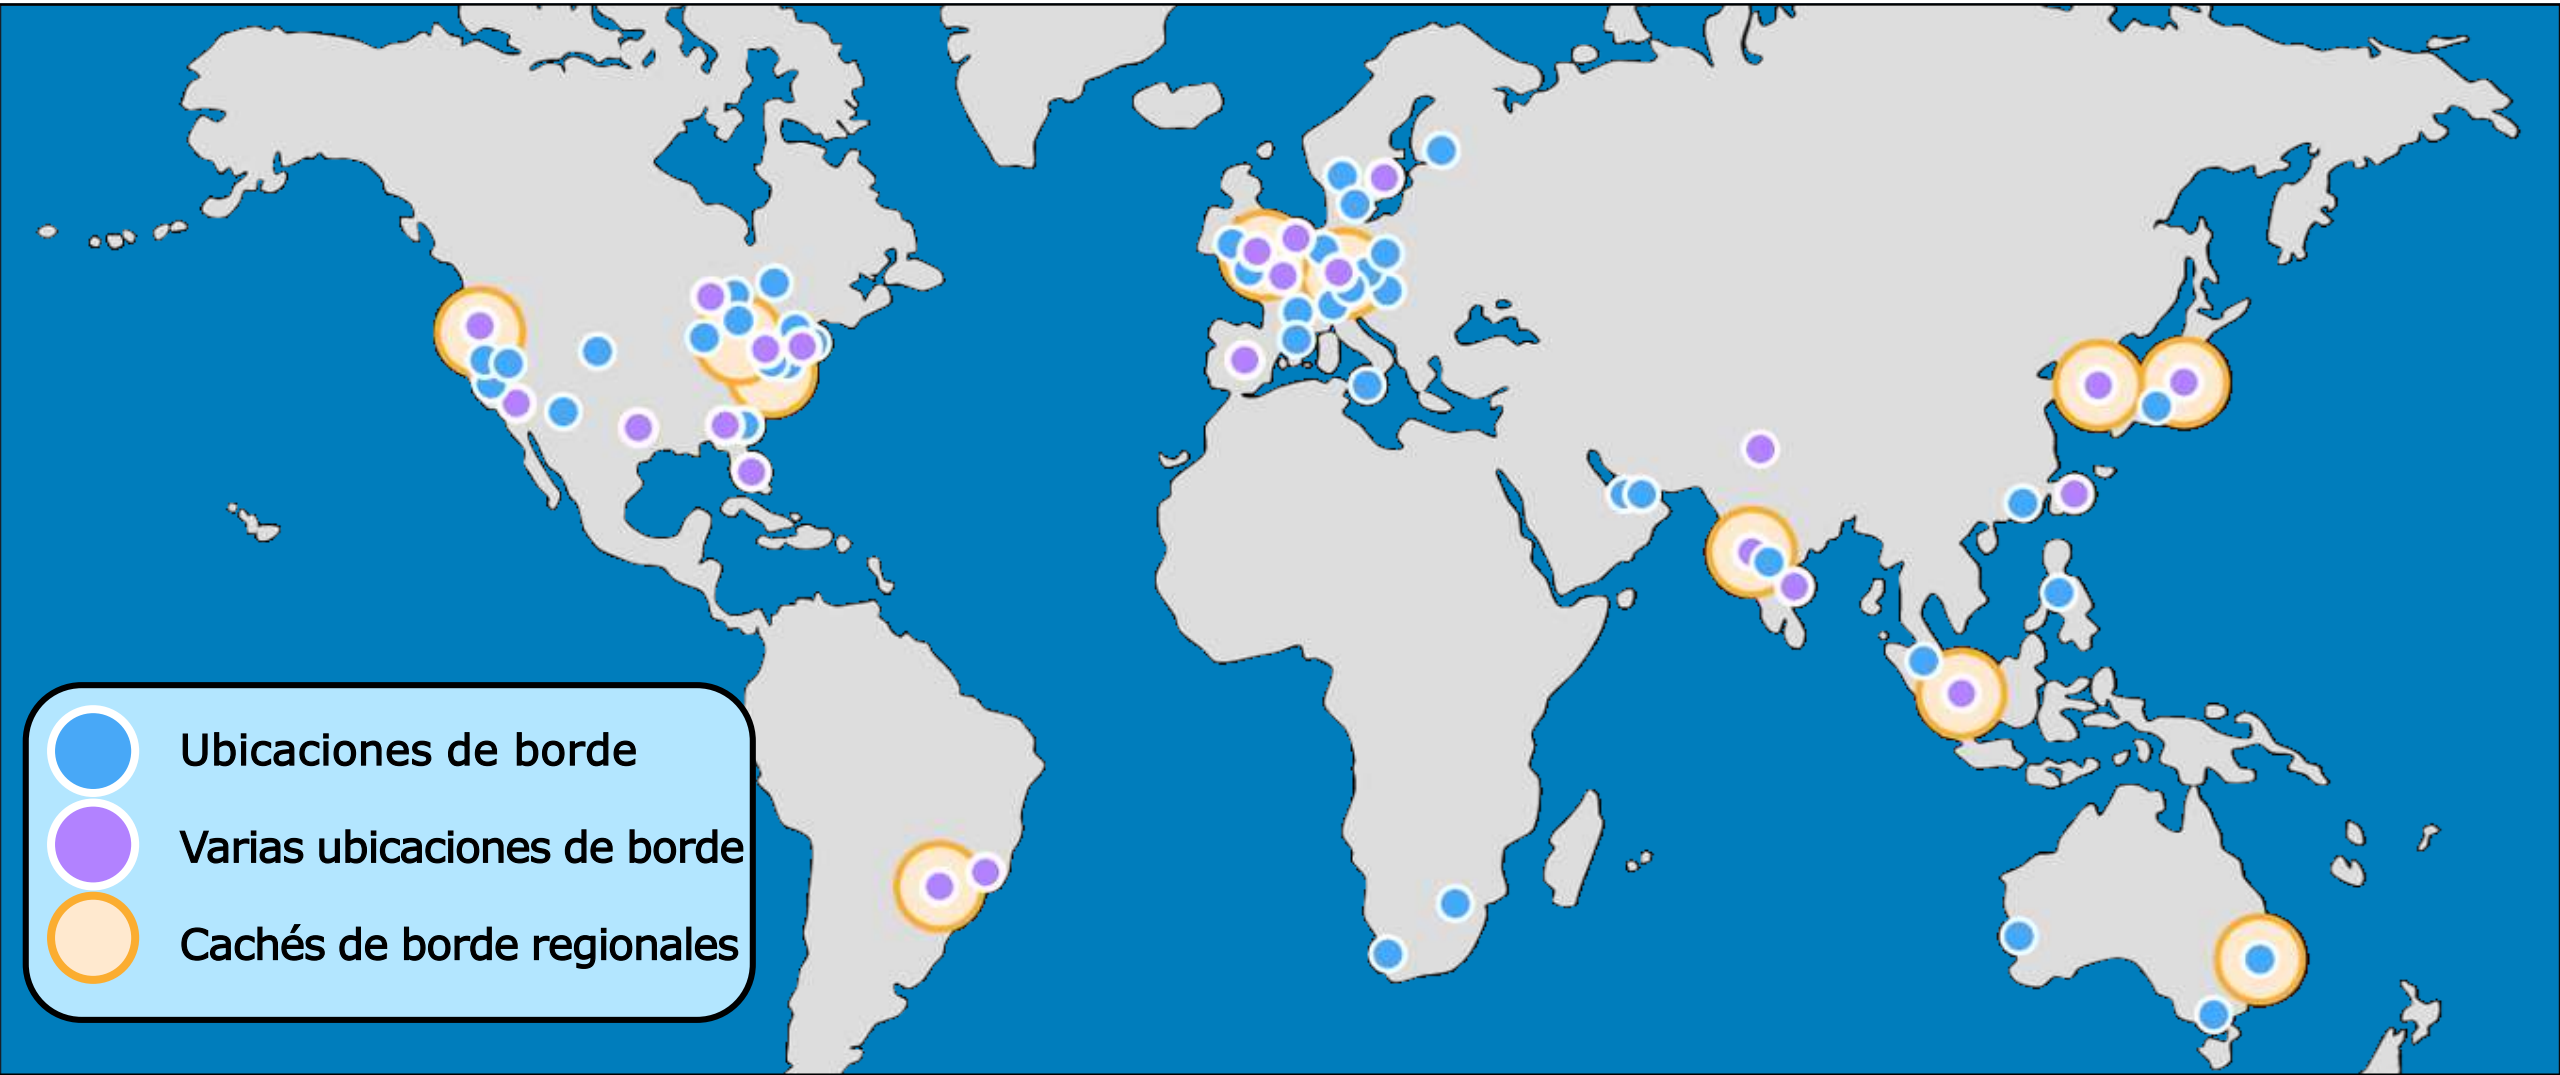 Ubicaciones de borde
Varias ubicaciones de borde
Cachés de borde regionales